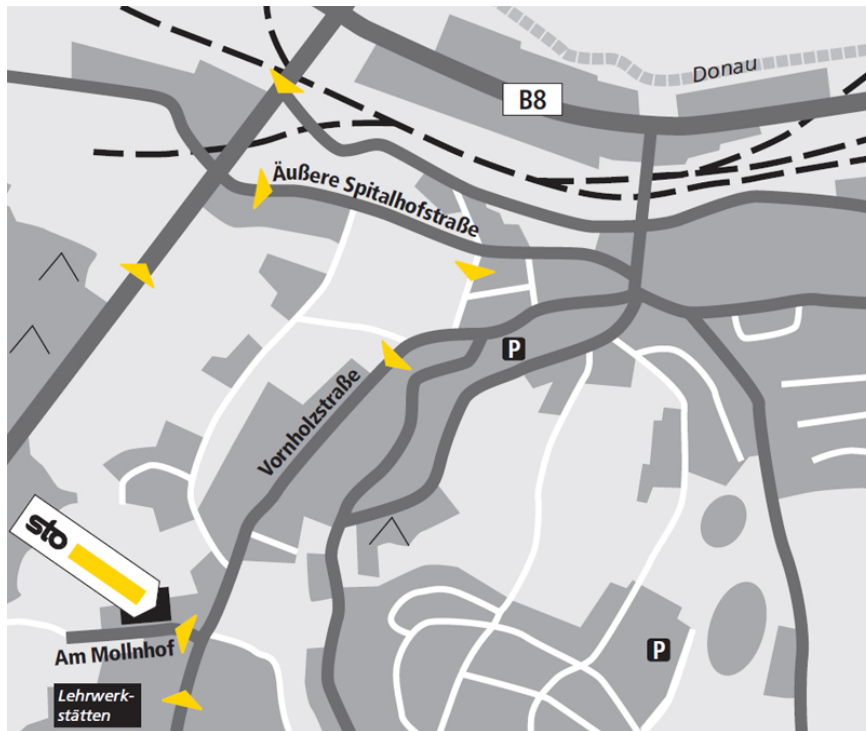 Donau
B8
Äußere Spitalhofstraße
P
Vornholzstraße
sto
Am Mollnhof
P
Lehrwerk-
stätten